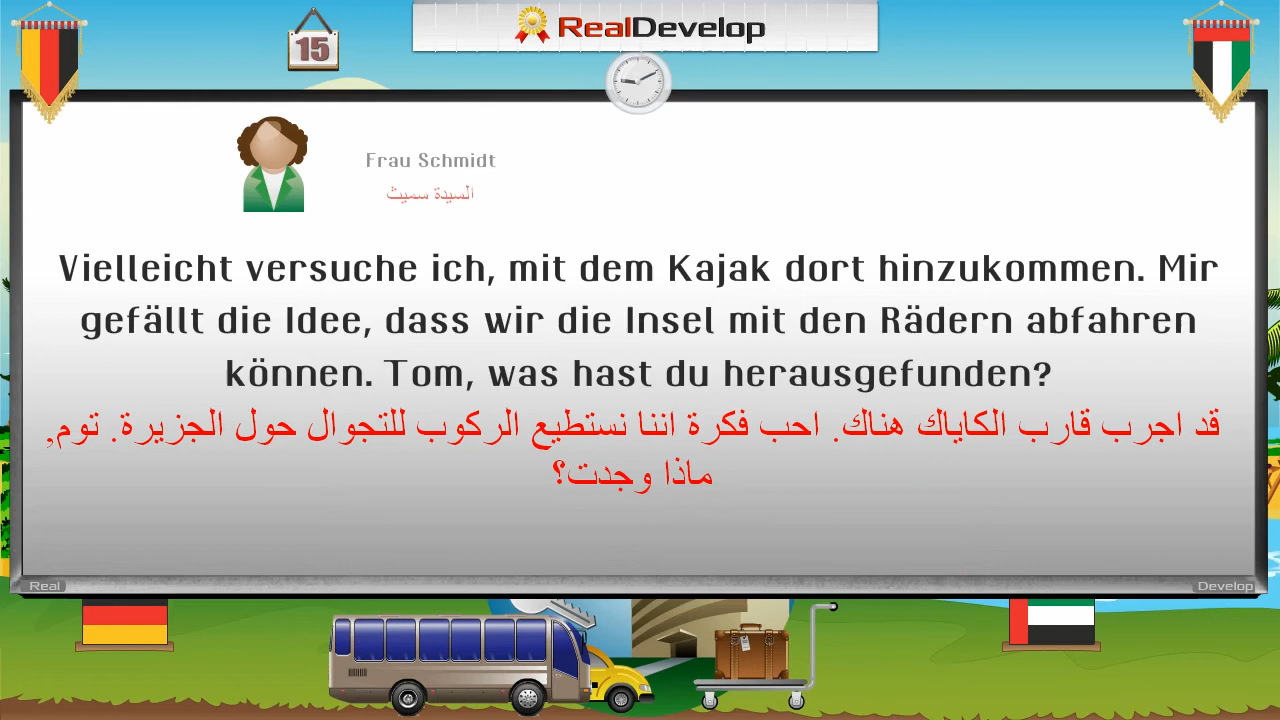 RealDevelop
15
Frau Schmidt
السيدة سميث
Vielleicht versuche ich, mit dem Kajak dort hinzukommen. Mir
gefällt die Idee, dass wir die Insel mit den Rädern abfahren
können. Tom, was hast du herausgefunden?
قد اجرب قارب الكاياك هناك. احب فكرة اننا نستطيع الركوب للتجوال حول الجزيرة. توم,
ماذا وجدت؟
Real
Develop